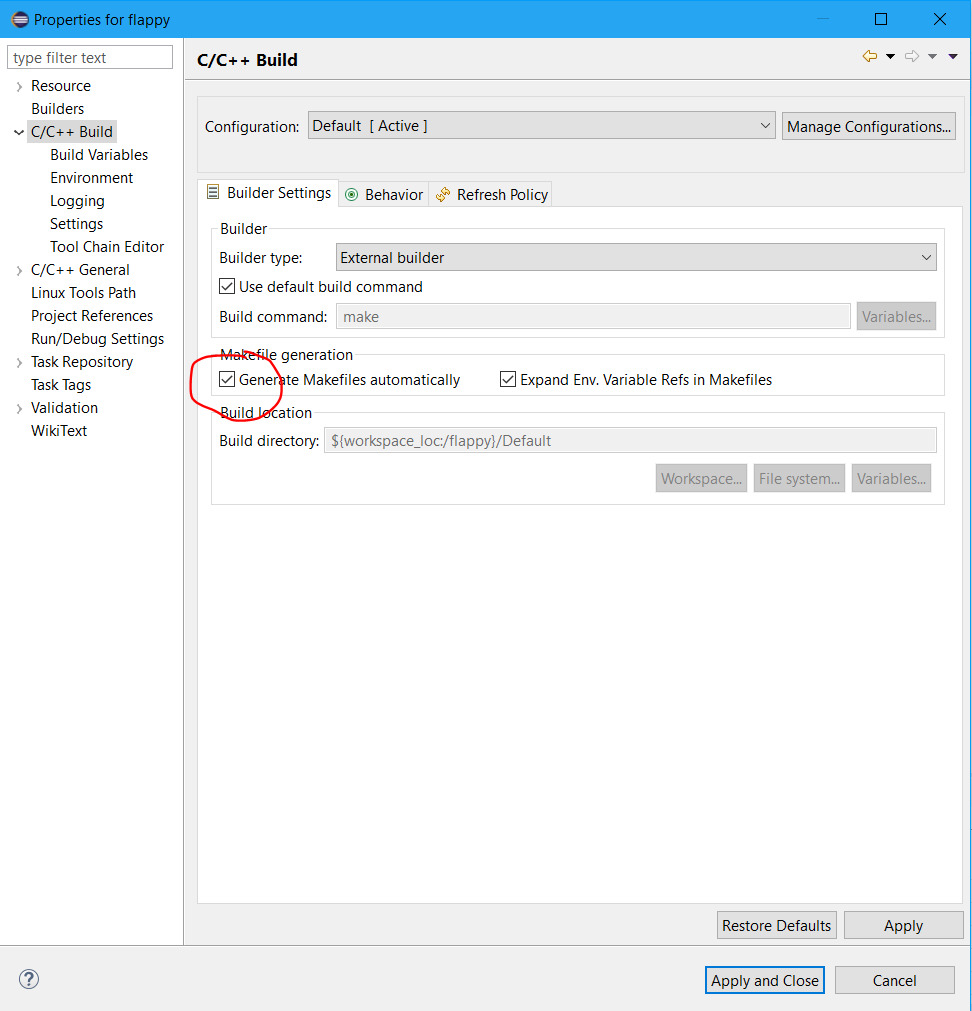 Properties for flappy
type filter text
Resource
Builders
C/C++ Build
Build Variables
Environment
Logging
Settings
Tool Chain Editor
C/C++ General
Linux Tools Path
Project References
Run/Debug Settings
Task Repository
Task Tags
Validation
WikiText
C/C++ Build
Configuration: Default [ Active ] Manage Configurations...
Builder Settings Behavior Refresh Policy
Builder
Builder type: External builder
Use default build command
Build command: make Variables...
Makefile generation
Generate Makefiles automatically Expand Env. Variable Refs in Makefiles
Build location
Build directory: ${workspace_loc:/flappy}/Default
Workspace... File system... Variables...
Restore Defaults Apply
? Apply and Close Cancel